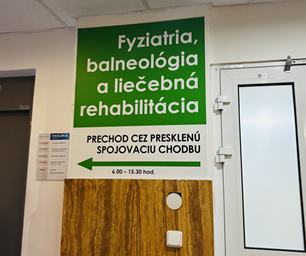 Fyziatria,
balneológia
a liečebná
rehabilitácia
PRECHOD CEZ PRESKLENÚ
SPOJOVACIU CHODBU
6.00 – 15.30 hod.